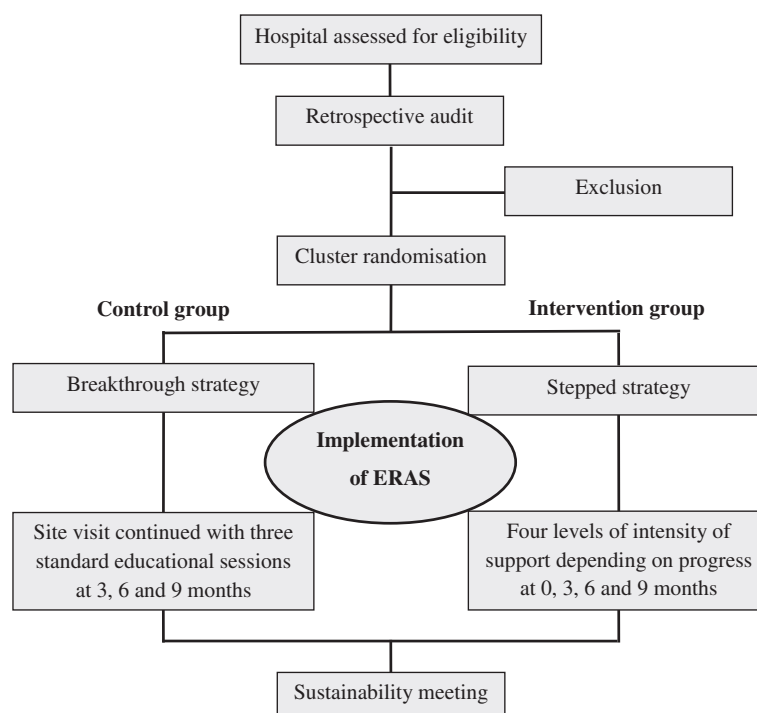 Hospital assessed for eligibility
Retrospective audit
Exclusion
Cluster randomisation
Control group
Intervention group
Breakthrough strategy
Stepped strategy
Implementation
of ERAS
Site visit continued with three
standard educational sessions
at 3, 6 and 9 months
Four levels of intensity of
support depending on progress
at 0, 3, 6 and 9 months
Sustainability meeting